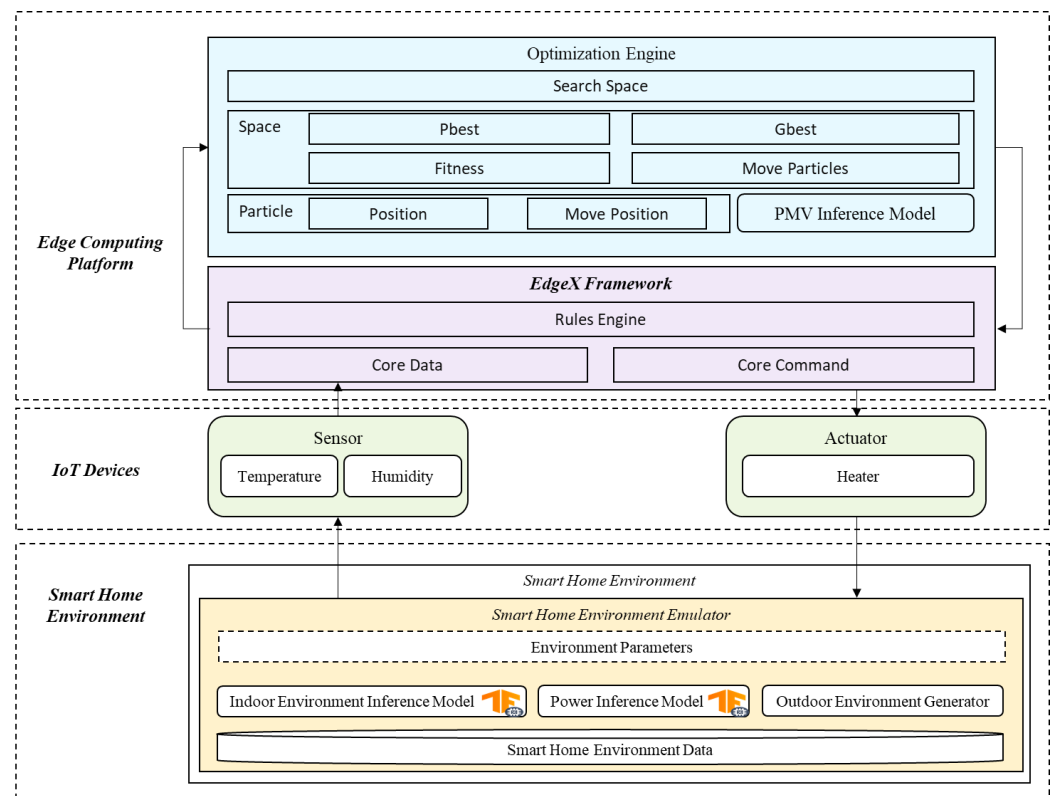 Optimization Engine
Search Space
Space
Pbest
Gbest
Fitness
Move Particles
Particle
Position
Move Position
PMV Inference Model
Edge Computing
Platform
EdgeX Framework
Rules Engine
Core Data
Core Command
IoT Devices
Sensor
Temperature
Humidity
Actuator
Heater
Smart Home
Environment
Smart Home Environment
Smart Home Environment Emulator
Environment Parameters
Indoor Environment Inference Model
Power Inference Model
Outdoor Environment Generator
Smart Home Environment Data